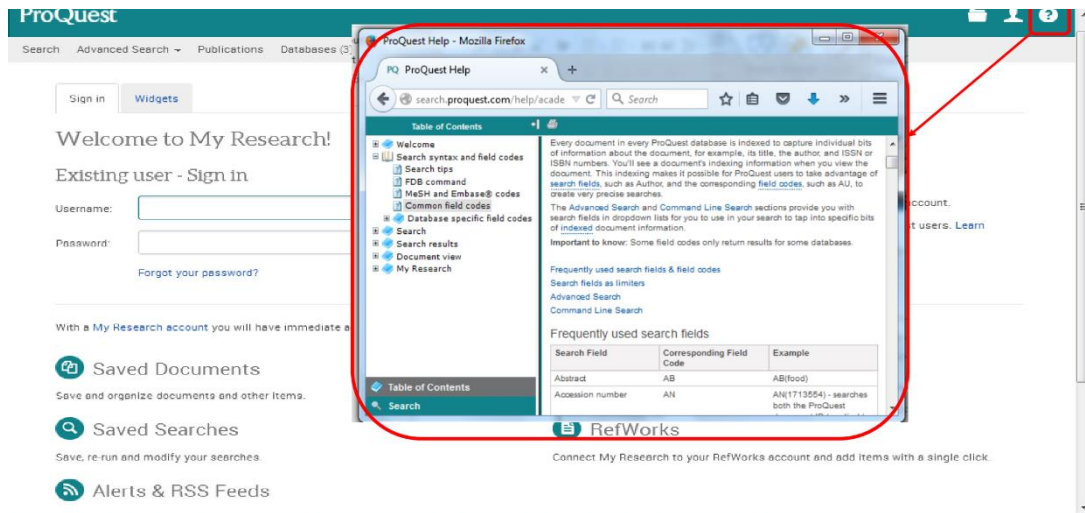 ProQuest
Search Advanced Search Publications Databases (3)
Sign in Widgets
Welcome to My Research!
Existing user - Sign in
Username:
Password:
Forgot your password?
ccount.
t users. Learn
With a My Research account you will have immediate a
Saved Documents
Save and organize documents and other items.
Saved Searches
Save, re-run and modify your searches.
Alerts & RSS Feeds
RefWorks
Connect My Research to your RefWorks account and add items with a single click.
ProQuest Help - Mozilla Firefox
PQ ProQuest Help
search.proquest.com/help/acade
Search
Table of Contents
Welcome
Search syntax and field codes
Search tips
FDB command
MeSH and Embase® codes
Common field codes
Database specific field codes
Search
Search results
Document view
My Research
Table of Contents
Search
Every document in every ProQuest database is indexed to capture individual bits
of information about the document, for example, its title, the author, and ISSN or
ISBN numbers. You'll see a document's indexing information when you view the
document. This indexing makes it possible for ProQuest users to take advantage of
search fields, such as Author, and the corresponding field codes, such as AU, to
create very precise searches.
The Advanced Search and Command Line Search sections provide you with
search fields in dropdown lists for you to use in your search to tap into specific bits
of indexed document information.
Important to know: Some field codes only return results for some databases.
Frequently used search fields & field codes
Search fields as limiters
Advanced Search
Command Line Search
Frequently used search fields
Search Field Corresponding Field Example
Code
Abstract AB AB(food)
Accession number AN AN(1713554) - searches
both the ProQuest